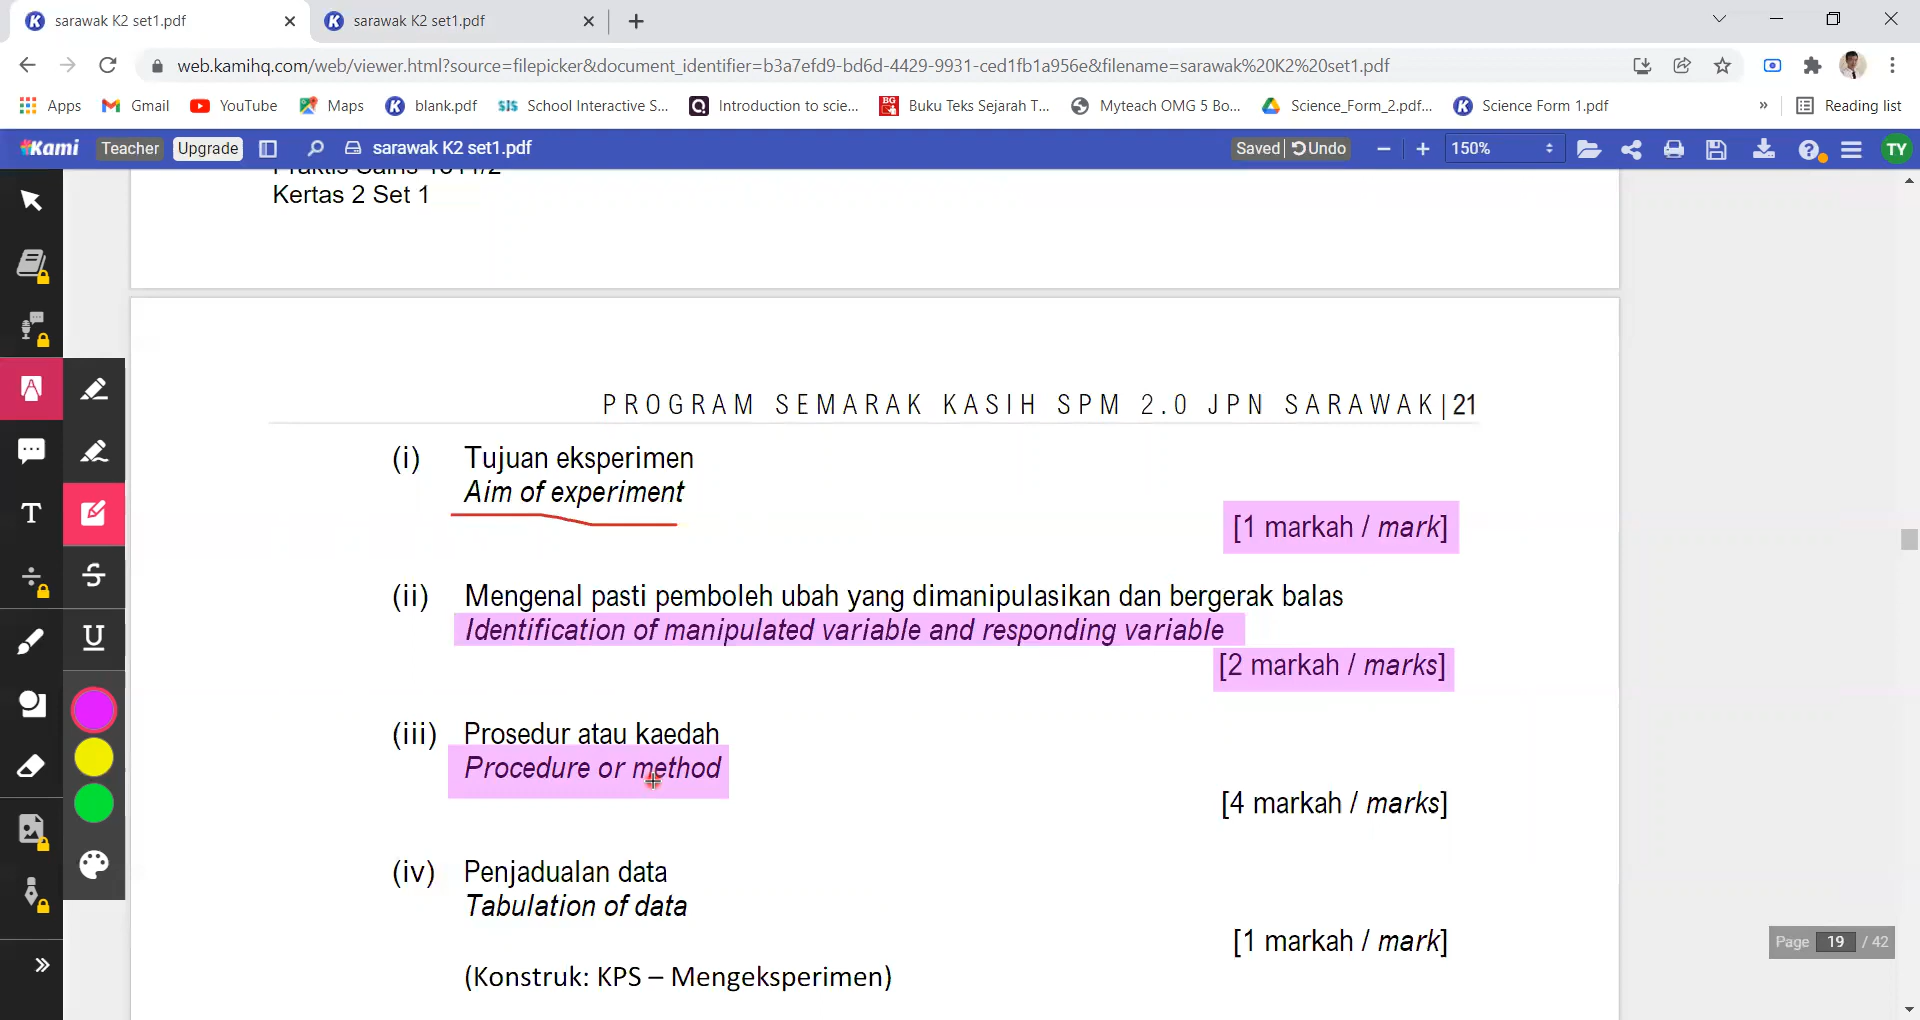 sarawak K2 set1.pdf
sarawak K2 set1.pdf
web.kamihq.com/web/viewer.html?source=filepicker&document_identifier=b3a7efd9-bd6d-4429-9931-ced1fb1a956e&filename=sarawak%20K2%20set1.pdf
Apps
Gmail
YouTube
Maps
blank.pdf
SIS School Interactive S...
Introduction to scie...
BG Buku Teks Sejarah T...
Myteach OMG 5 Bo...
Science_Form_2.pdf...
Science Form 1.pdf
»
Reading list
Kami
Teacher
Upgrade
sarawak K2 set1.pdf
Saved
Undo
150%
TY
Kertas 2 Set 1
PROGRAM SEMARAK KASIH SPM 2.0 JPN SARAWAK|21
(i) Tujuan eksperimen
Aim of experiment
[1 markah / mark]
(ii) Mengenal pasti pemboleh ubah yang dimanipulasikan dan bergerak balas
Identification of manipulated variable and responding variable
[2 markah / marks]
(iii) Prosedur atau kaedah
Procedure or method
[4 markah / marks]
(iv) Penjadualan data
Tabulation of data
[1 markah / mark]
(Konstruk: KPS – Mengeksperimen)
Page 19 / 42